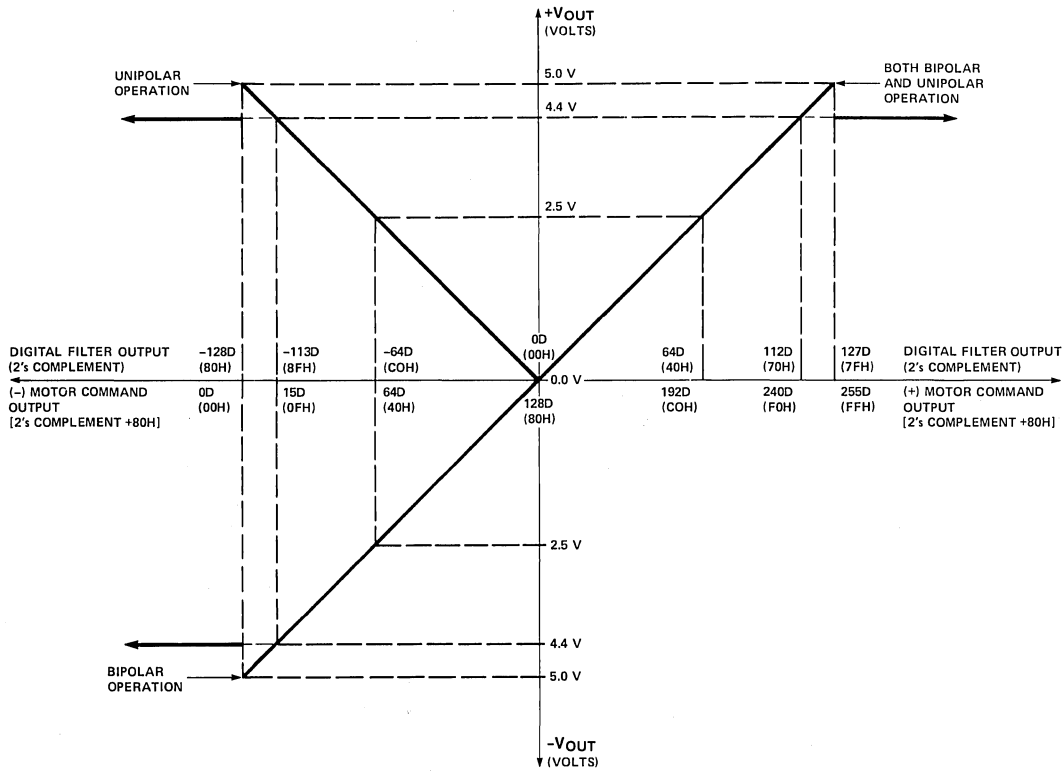 +VOUT
(VOLTS)
UNIPOLAR
OPERATION
5.0 V
BOTH BIPOLAR
AND UNIPOLAR
OPERATION
4.4 V
2.5 V
0D
(00H)
DIGITAL FILTER OUTPUT
(2's COMPLEMENT)
-128D
(80H)
-113D
(8FH)
-64D
(COH)
64D
(40H)
112D
(70H)
127D
(7FH)
DIGITAL FILTER OUTPUT
(2's COMPLEMENT)
0.0 V
(-) MOTOR COMMAND
OUTPUT
[2's COMPLEMENT +80H]
0D
(00H)
15D
(0FH)
64D
(40H)
128D
(80H)
192D
(COH)
240D
(F0H)
255D
(FFH)
(+) MOTOR COMMAND
OUTPUT
[2's COMPLEMENT +80H]
2.5 V
4.4 V
5.0 V
BIPOLAR
OPERATION
-VOUT
(VOLTS)